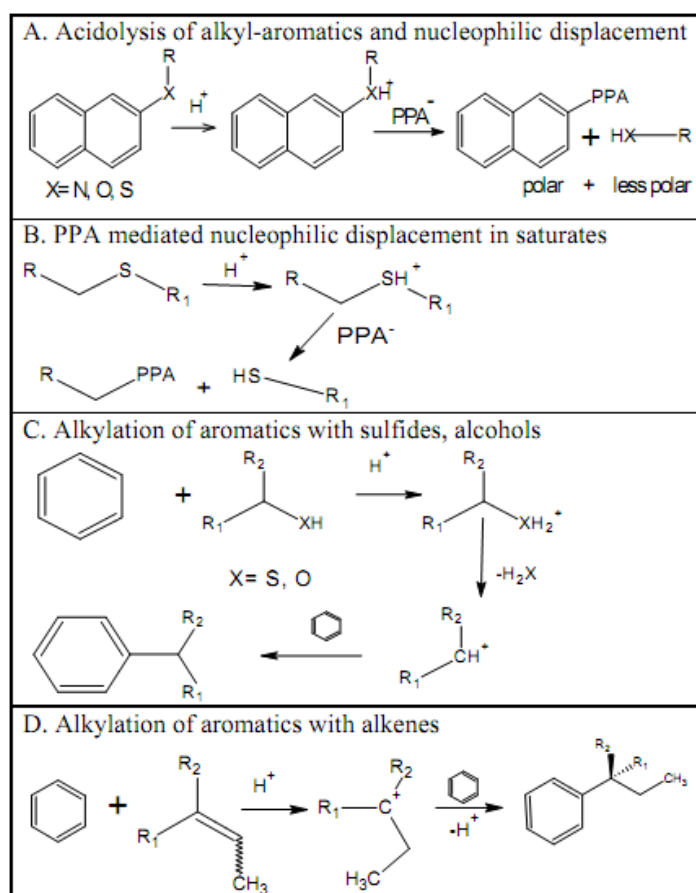 A. Acidolysis of alkyl-aromatics and nucleophilic displacement
R
X
H+
R
XH+
PPA-
PPA
+ HX R
X= N, O, S
polar + less polar
B. PPA mediated nucleophilic displacement in saturates
R S R1
H+
R SH+ R1
PPA-
R PPA + HS R1
C. Alkylation of aromatics with sulfides, alcohols
+ R2 R1 XH
H+
R2 R1 XH2+
X= S, O
-H2X
R2 R1 CH+
R2
R1
D. Alkylation of aromatics with alkenes
+ R2 R1 CH3
H+
R2 R1 C+ H3C
-H+
R2 R1 CH3